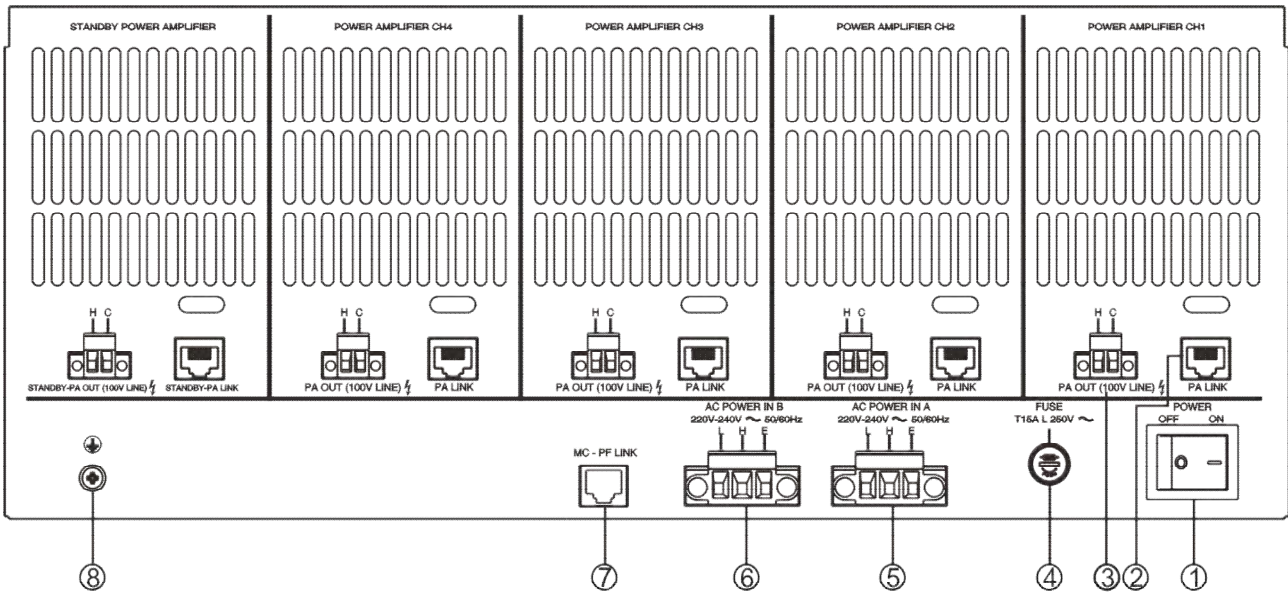 STANDBY POWER AMPLIFIER POWER AMPLIFIER CH4 POWER AMPLIFIER CH3 POWER AMPLIFIER CH2 POWER AMPLIFIER CH1
H C H C H C H C H C
STANDBY-PA OUT (100V LINE) STANDBY-PA LINK PA OUT (100V LINE) PA LINK PA OUT (100V LINE) PA LINK PA OUT (100V LINE) PA LINK PA OUT (100V LINE) PA LINK
AC POWER IN B AC POWER IN A FUSE POWER
220V-240V ~ 50/60Hz 220V-240V ~ 50/60Hz T15A L 250V ~ OFF ON
L H E L H E
MC - PF LINK
⑧ ⑦ ⑥ ⑤ ④ ③ ② ①